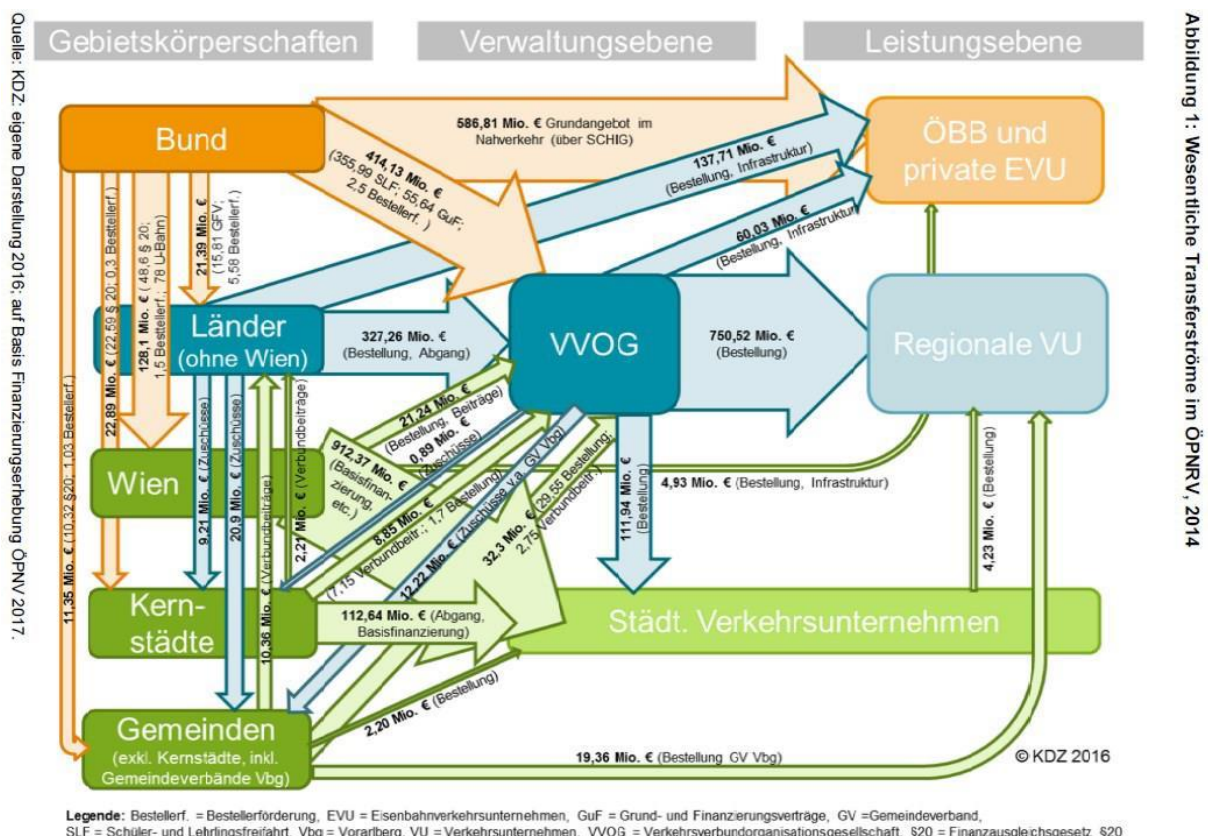 Abbildung 1: Wesentliche Transferströme im ÖPNRV, 2014
Gebietskörperschaften
Verwaltungsebene
Leistungsebene
Bund
586,81 Mio. € Grundangebot im
Nahverkehr (über SCHIG)
ÖBB und
private EVU
414,13 Mio. €
(355,99 SLF; 55,64 GuF;
2,5 Bestellerf. )
137,71 Mio. €
(Bestellung, Infrastruktur)
60,03 Mio. €
(Bestellung, Infrastruktur)
21,39 Mio. €
(15,81 GFV;
5,58 Bestellerf.)
128,1 Mio. € ( 48,6 § 20;
1,5 Bestellerf.; 78 U-Bahn)
22,89 Mio. € (22,59 § 20; 0,3 Besttellerf.)
11,35 Mio. € (10,32 §20; 1,03 Bestellerf.)
Länder
(ohne Wien)
327,26 Mio. €
(Bestellung, Abgang)
VVOG
750,52 Mio. €
(Bestellung)
Regionale VU
21,24 Mio. €
(Bestellung, Beiträge)
0,89 Mio. €
(Zuschüsse)
Wien
912,37 Mio. €
(Basisfinan-
zierung,
etc.)
4,93 Mio. € (Bestellung, Infrastruktur)
9,21 Mio. € (Zuschüsse)
20,9 Mio. € (Zuschüsse)
10,36 Mio. € (Verbundbeiträge)
2,21 Mio. € (Verbundbeiträge)
8,85 Mio. €
(7,15 Verbundbeitr.; 1,7 Bestellung)
12,22 Mio. € (Zuschüsse v.a. GV Vbg)
32,3 Mio. € (29,55 Bestellung;
2,75 Verbundbeitr.)
111,94 Mio. €
(Bestellung)
4,23 Mio. € (Bestellung)
Kern-
städte
112,64 Mio. € (Abgang,
Basisfinanzierung)
Städt. Verkehrsunternehmen
2,20 Mio. € (Bestellung)
Gemeinden
(exkl. Kernstädte, inkl.
Gemeindeverbände Vbg)
19,36 Mio. € (Bestellung GV Vbg)
© KDZ 2016
Legende: Bestellerf. = Bestellerförderung, EVU = Eisenbahnverkehrsunternehmen, GuF = Grund- und Finanzierungsverträge, GV =Gemeindeverband,
SLF = Schüler- und Lehrlingsfreifahrt, Vbg = Vorarlberg, VU = Verkehrsunternehmen, VVOG = Verkehrsverbundorganisationsgesellschaft, §20 = Finanzausgleichsgesetz §20
Quelle: KDZ: eigene Darstellung 2016; auf Basis Finanzierungserhebung ÖPNV 2017.